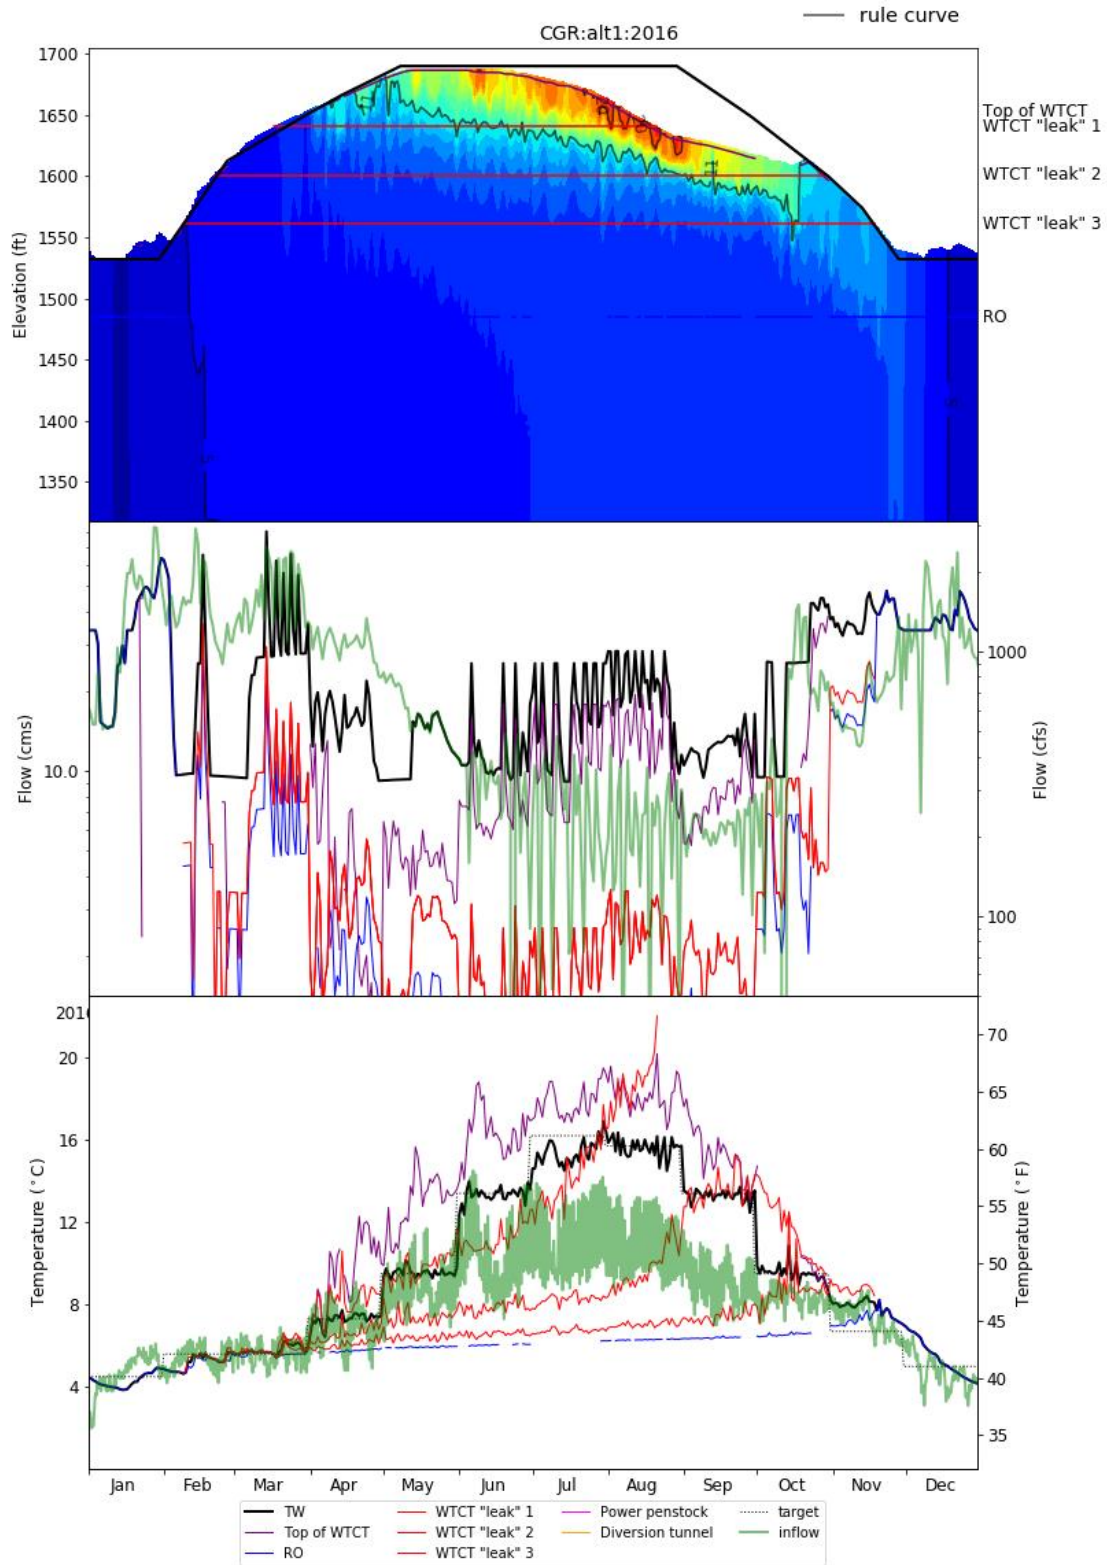 rule curve
CGR:alt1:2016
1700
1650
1600
1550
1500
1450
1400
1350
Elevation (ft)
Top of WTCT
WTCT "leak" 1
WTCT "leak" 2
WTCT "leak" 3
RO
11
11
10.0
Flow (cms)
1000
100
Flow (cfs)
201
20
16
12
8
4
Temperature (°C)
70
65
60
55
50
45
40
35
Temperature (°F)
Jan Feb Mar Apr May Jun Jul Aug Sep Oct Nov Dec
TW WTCT "leak" 1 Power penstock target
Top of WTCT WTCT "leak" 2 Diversion tunnel inflow
RO WTCT "leak" 3